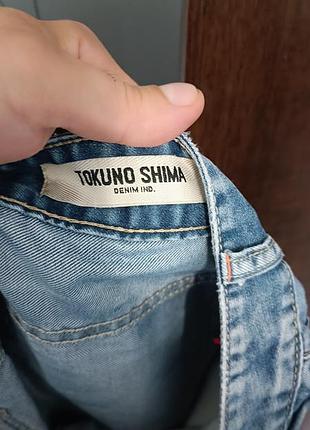 TOKUNO SHIMA
DENIM IND.